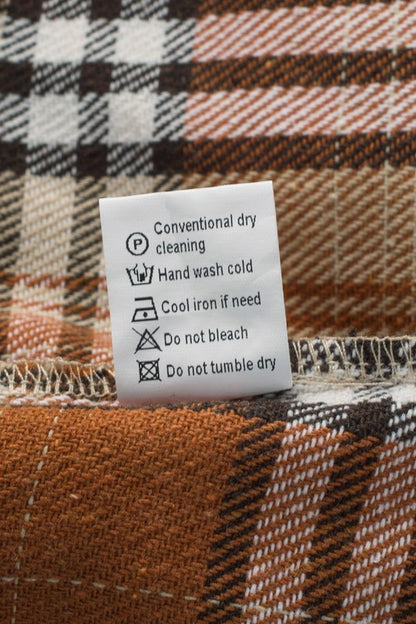 Conventional dry
P cleaning
Hand wash cold
Cool iron if need
Do not bleach
Do not tumble dry